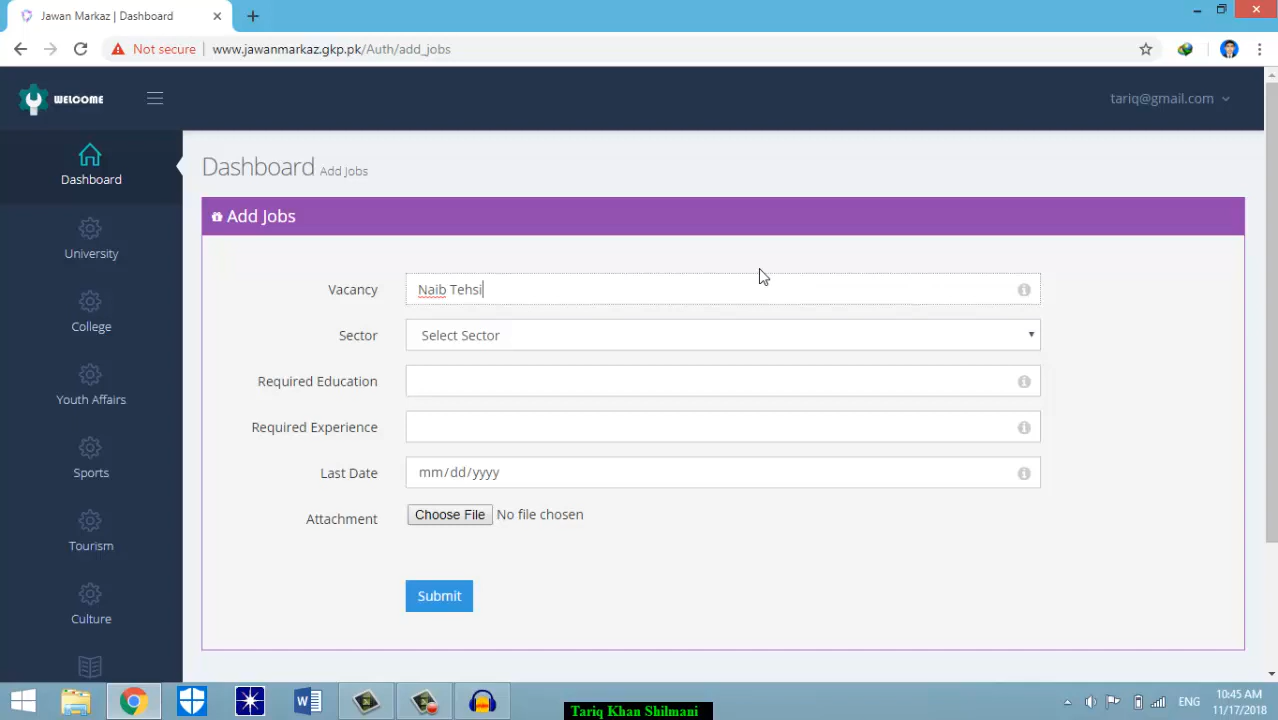 Jawan Markaz | Dashboard
Not secure
www.jawanmarkaz.gkp.pk/Auth/add_jobs
WELCOME
tariq@gmail.com
Dashboard
University
College
Youth Affairs
Sports
Tourism
Culture
Dashboard Add Jobs
Add Jobs
Vacancy
Naib Tehsi
Sector
Select Sector
Required Education
Required Experience
Last Date
mm/dd/yyyy
Attachment
Choose File No file chosen
Submit
Tariq Khan Shilmani
ENG
10:45 AM
11/17/2018